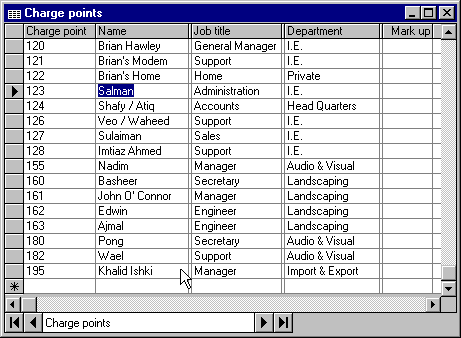 Charge points
Charge point Name Job title Department Mark up
120 Brian Hawley General Manager I.E.
121 Brian's Modem Support I.E.
122 Brian's Home Home Private
123 Salman Administration I.E.
124 Shafy / Atiq Accounts Head Quarters
126 Veo / Waheed Support I.E.
127 Sulaiman Sales I.E.
128 Imtiaz Ahmed Support I.E.
155 Nadim Manager Audio & Visual
160 Basheer Secretary Landscaping
161 John O' Connor Manager Landscaping
162 Edwin Engineer Landscaping
163 Ajmal Engineer Landscaping
180 Pong Secretary Audio & Visual
182 Wael Support Audio & Visual
195 Khalid Ishki Manager Import & Export
Charge points